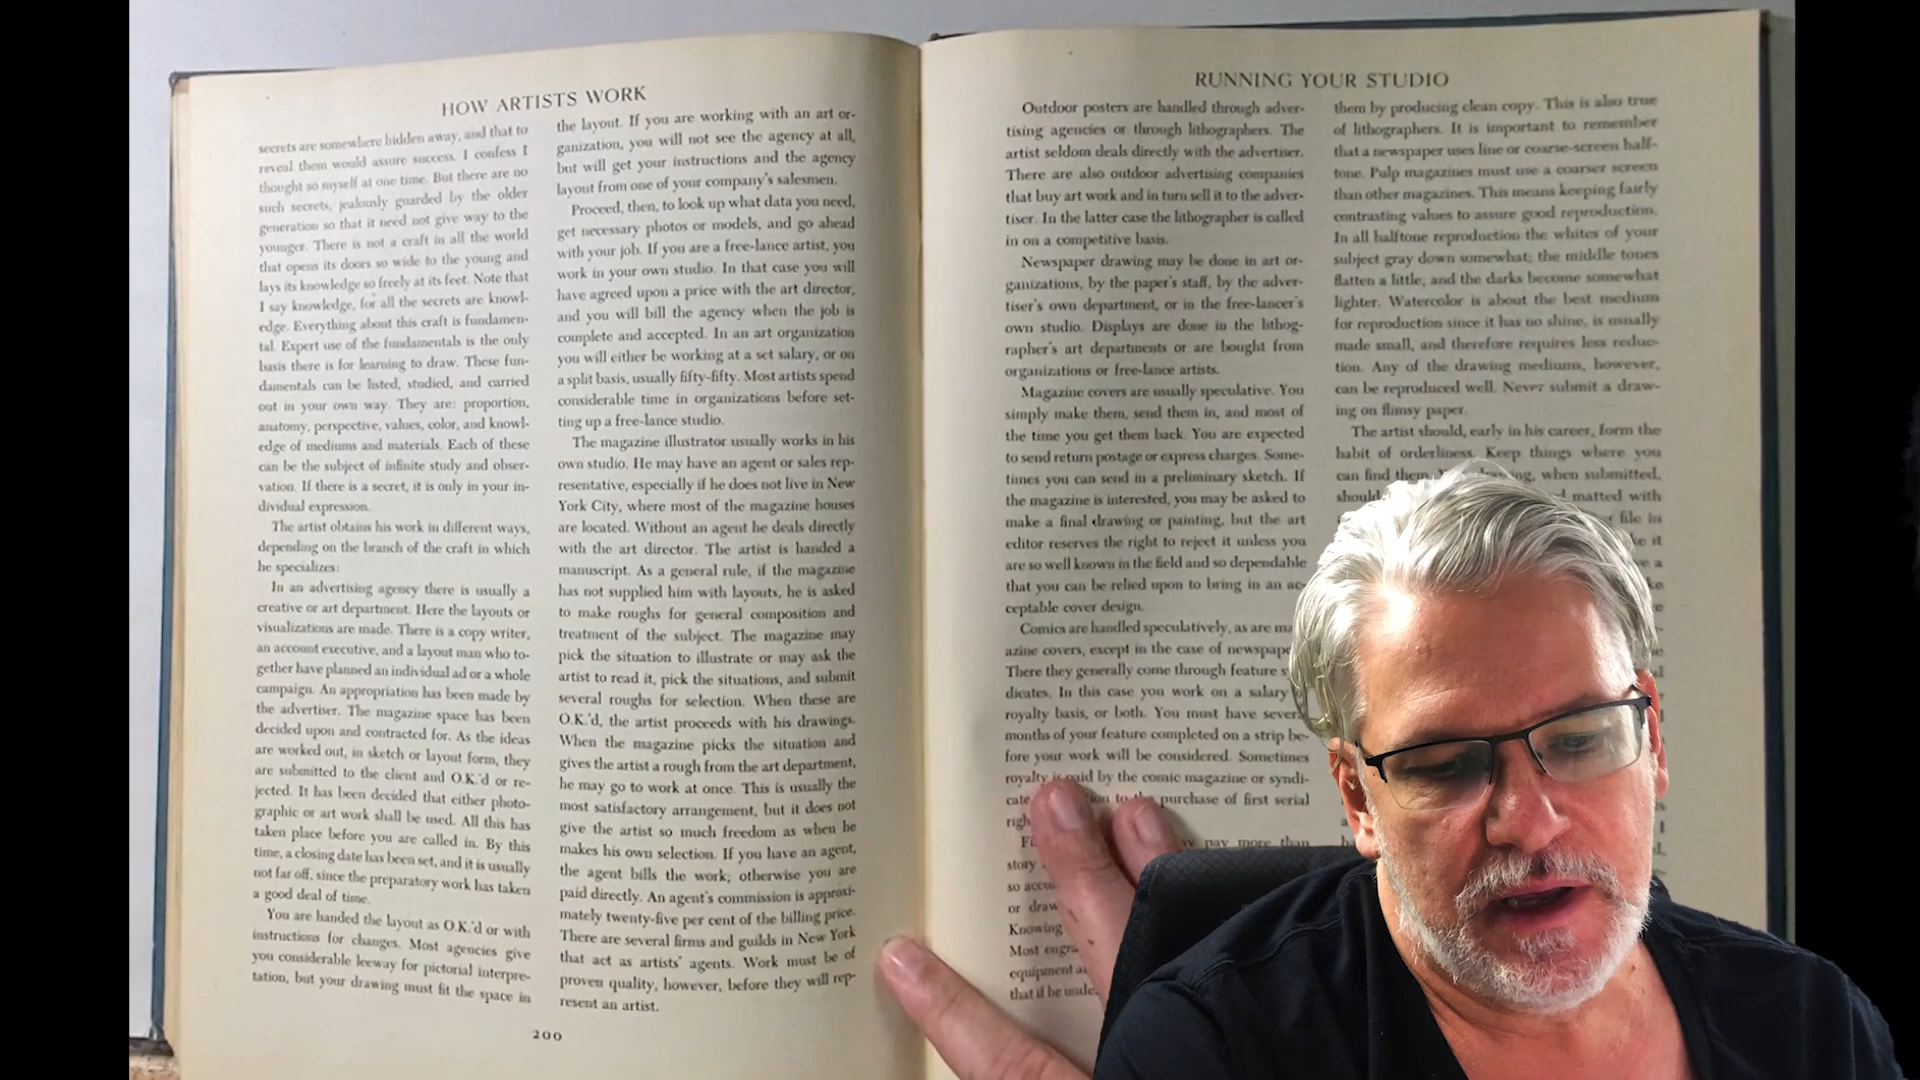 HOW ARTISTS WORK
secrets are somewhere hidden away, and that to
reveal them would assure success. I confess I
thought so myself at one time. But there are no
such secrets, jealously guarded by the older
generation so that it need not give way to the
younger. There is not a craft in all the world
that opens its doors so wide to the young and
lays its knowledge so freely at its feet. Note that
I say knowledge, for all the secrets are knowl-
edge. Everything about this craft is fundamen-
tal. Expert use of the fundamentals is the only
basis there is for learning to draw. These fun-
damentals can be listed, studied, and carried
out in your own way. They are: proportion,
anatomy, perspective, values, color, and knowl-
edge of mediums and materials. Each of these
can be the subject of infinite study and obser-
vation. If there is a secret, it is only in your in-
dividual expression.
The artist obtains his work in different ways,
depending on the branch of the craft in which
he specializes:
In an advertising agency there is usually a
creative or art department. Here the layouts or
visualizations are made. There is a copy writer,
an account executive, and a layout man who to-
gether have planned an individual ad or a whole
campaign. An appropriation has been made by
the advertiser. The magazine space has been
decided upon and contracted for. As the ideas
are worked out, in sketch or layout form, they
are submitted to the client and O.K.'d or re-
jected. It has been decided that either photo-
graphic or art work shall be used. All this has
taken place before you are called in. By this
time, a closing date has been set, and it is usually
not far off, since the preparatory work has taken
a good deal of time.
You are handed the layout as O.K.'d or with
instructions for changes. Most agencies give
you considerable leeway for pictorial interpre-
tation, but your drawing must fit the space in
the layout. If you are working with an art or-
ganization, you will not see the agency at all,
but will get your instructions and the agency
layout from one of your company's salesmen.
Proceed, then, to look up what data you need,
get necessary photos or models, and go ahead
with your job. If you are a free-lance artist, you
work in your own studio. In that case you will
have agreed upon a price with the art director,
and you will bill the agency when the job is
complete and accepted. In an art organization
you will either be working at a set salary, or on
a split basis, usually fifty-fifty. Most artists spend
considerable time in organizations before set-
ting up a free-lance studio.
The magazine illustrator usually works in his
own studio. He may have an agent or sales rep-
resentative, especially if he does not live in New
York City, where most of the magazine houses
are located. Without an agent he deals directly
with the art director. The artist is handed a
manuscript. As a general rule, if the magazine
has not supplied him with layouts, he is asked
to make roughs for general composition and
treatment of the subject. The magazine may
pick the situation to illustrate or may ask the
artist to read it, pick the situations, and submit
several roughs for selection. When these are
O.K.'d, the artist proceeds with his drawings.
When the magazine picks the situation and
gives the artist a rough from the art department,
he may go to work at once. This is usually the
most satisfactory arrangement, but it does not
give the artist so much freedom as when he
makes his own selection. If you have an agent,
the agent bills the work; otherwise you are
paid directly. An agent's commission is approxi-
mately twenty-five per cent of the billing price.
There are several firms and guilds in New York
that act as artists' agents. Work must be of
proven quality, however, before they will rep-
resent an artist.
200
RUNNING YOUR STUDIO
Outdoor posters are handled through adver-
tising agencies or through lithographers. The
artist seldom deals directly with the advertiser.
There are also outdoor advertising companies
that buy art work and in turn sell it to the adver-
tiser. In the latter case the lithographer is called
in on a competitive basis.
Newspaper drawing may be done in art or-
ganizations, by the paper's staff, by the adver-
tiser's own department, or in the free-lancer's
own studio. Displays are done in the lithog-
rapher's art departments or are bought from
organizations or free-lance artists.
Magazine covers are usually speculative. You
simply make them, send them in, and most of
the time you get them back. You are expected
to send return postage or express charges. Some-
times you can send in a preliminary sketch. If
the magazine is interested, you may be asked to
make a final drawing or painting, but the art
editor reserves the right to reject it unless you
are so well known in the field and so dependable
that you can be relied upon to bring in an ac-
ceptable cover design.
Comics are handled speculatively, as are
azine covers, except in the case of
There they generally come through feature
dicates. In this case you work on a salary
royalty basis, or both. You must have
months of your feature completed on a strip be-
fore your work will be considered. Sometimes
royalty is paid by the comic magazine or syndi-
to the purchase of first serial
pay more than
story
or draw
Knowing
Most
equipment
that if he
them by producing clean copy. This is also true
of lithographers. It is important to remember
that a newspaper uses line or coarse-screen half-
tone. Pulp magazines must use a coarser screen
than other magazines. This means keeping fairly
contrasting values to assure good reproduction.
In all halftone reproduction the whites of your
subject gray down somewhat; the middle tones
flatten a little; and the darks become somewhat
lighter. Watercolor is about the best medium
for reproduction since it has no shine, is usually
made small, and therefore requires less reduc-
tion. Any of the drawing mediums, however,
can be reproduced well. Never submit a draw-
ing on flimsy paper.
The artist should, early in his career, form the
habit of orderliness. Keep things where you
can find them. when submitted,
should matted with
file in
it
a